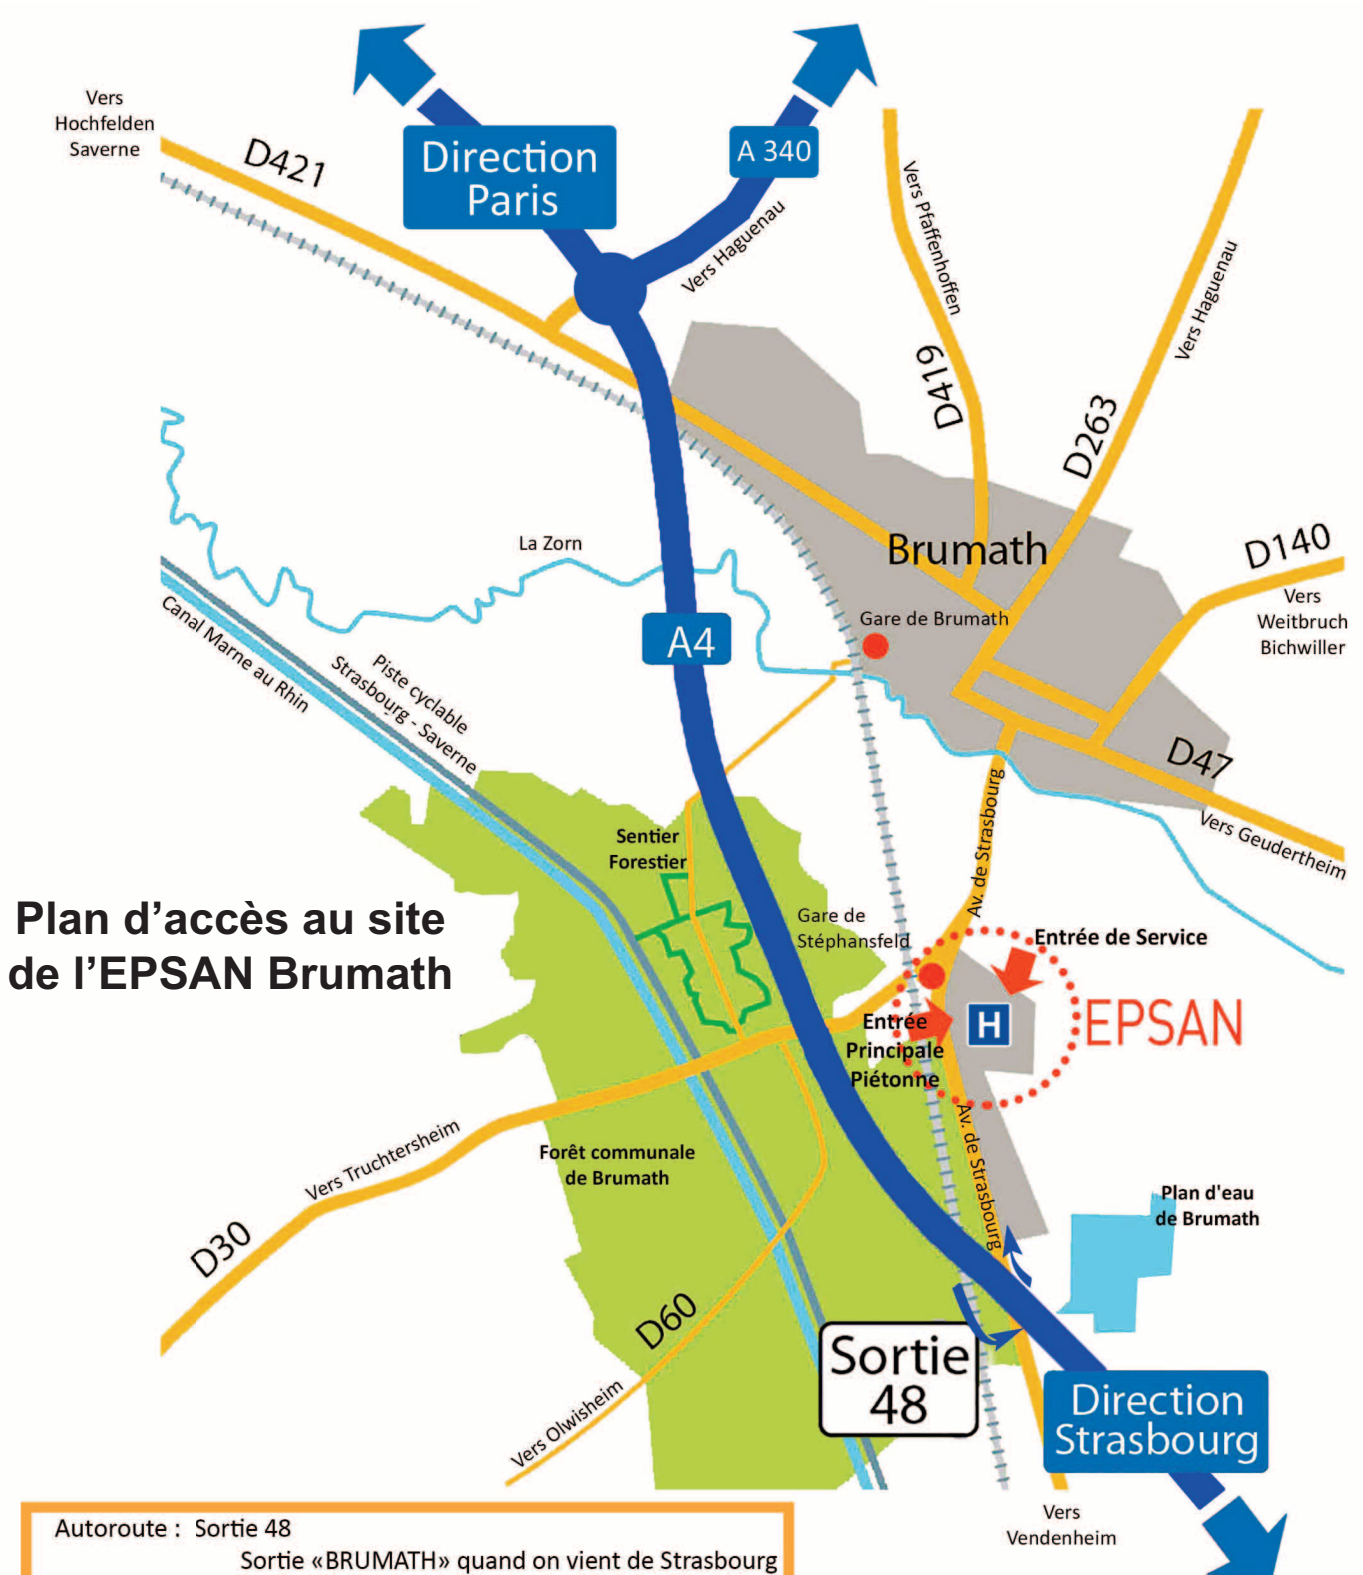 Vers
Hochfelden
Saverne
D421
Direction
Paris
A 340
Vers Haguenau
Vers Pfaffenhoffen
D419
Vers Haguenau
D263
La Zorn
Brumath
D140
Vers
Weitbruch
Bichwiller
Gare de Brumath
A4
Canal Marne au Rhin
Piste cyclable
Strasbourg - Saverne
D47
Vers Geudertheim
Av. de Strasbourg
Sentier
Forestier
Plan d'accès au site
de l'EPSAN Brumath
Gare de
Stéphansfeld
Entrée de Service
H
EPSAN
Entrée
Principale
Piétonne
Av. de Strasbourg
Vers Truchtersheim
D30
Forêt communale
de Brumath
Plan d'eau
de Brumath
D60
Vers Olwisheim
Sortie
48
Direction
Strasbourg
Vers
Vendenheim
Autoroute : Sortie 48
Sortie «BRUMATH» quand on vient de Strasbourg